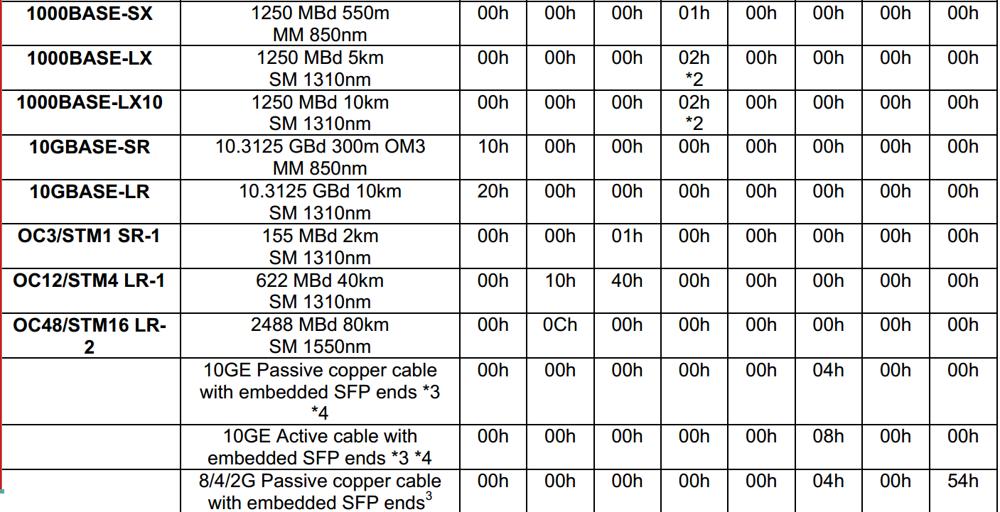 1000BASE-SX 1250 MBd 550m 00h 00h 00h 01h 00h 00h 00h 00h
MM 850nm
1000BASE-LX 1250 MBd 5km 00h 00h 00h 02h 00h 00h 00h 00h
SM 1310nm *2
1000BASE-LX10 1250 MBd 10km 00h 00h 00h 02h 00h 00h 00h 00h
SM 1310nm *2
10GBASE-SR 10.3125 GBd 300m OM3 10h 00h 00h 00h 00h 00h 00h 00h
MM 850nm
10GBASE-LR 10.3125 GBd 10km 20h 00h 00h 00h 00h 00h 00h 00h
SM 1310nm
OC3/STM1 SR-1 155 MBd 2km 00h 00h 01h 00h 00h 00h 00h 00h
SM 1310nm
OC12/STM4 LR-1 622 MBd 40km 00h 10h 40h 00h 00h 00h 00h 00h
SM 1310nm
OC48/STM16 LR- 2488 MBd 80km 00h 0Ch 00h 00h 00h 00h 00h 00h
2 SM 1550nm
10GE Passive copper cable 00h 00h 00h 00h 00h 04h 00h 00h
with embedded SFP ends *3
*4
10GE Active cable with 00h 00h 00h 00h 00h 08h 00h 00h
embedded SFP ends *3 *4
8/4/2G Passive copper cable 00h 00h 00h 00h 00h 04h 00h 54h
with embedded SFP ends³